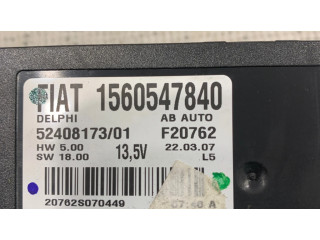 FIAT 1560547840
DELPHI AB AUTO
52408173/01 F20762
HW 5.00 13,5V 22.03.07
SW 18.00 L5
20762S070449